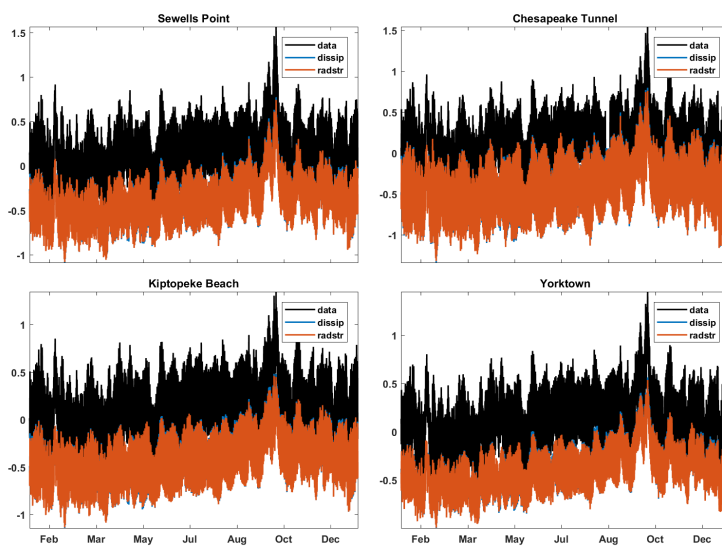 Sewells Point
1.5
1
0.5
0
-0.5
-1
data
dissip
radstr
Chesapeake Tunnel
1.5
1
0.5
0
-0.5
-1
data
dissip
radstr
Kiptopeke Beach
1
0.5
0
-0.5
-1
data
dissip
radstr
Feb Mar May Jul Aug Oct Dec
Yorktown
1
0.5
0
-0.5
data
dissip
radstr
Feb Mar May Jul Aug Oct Dec